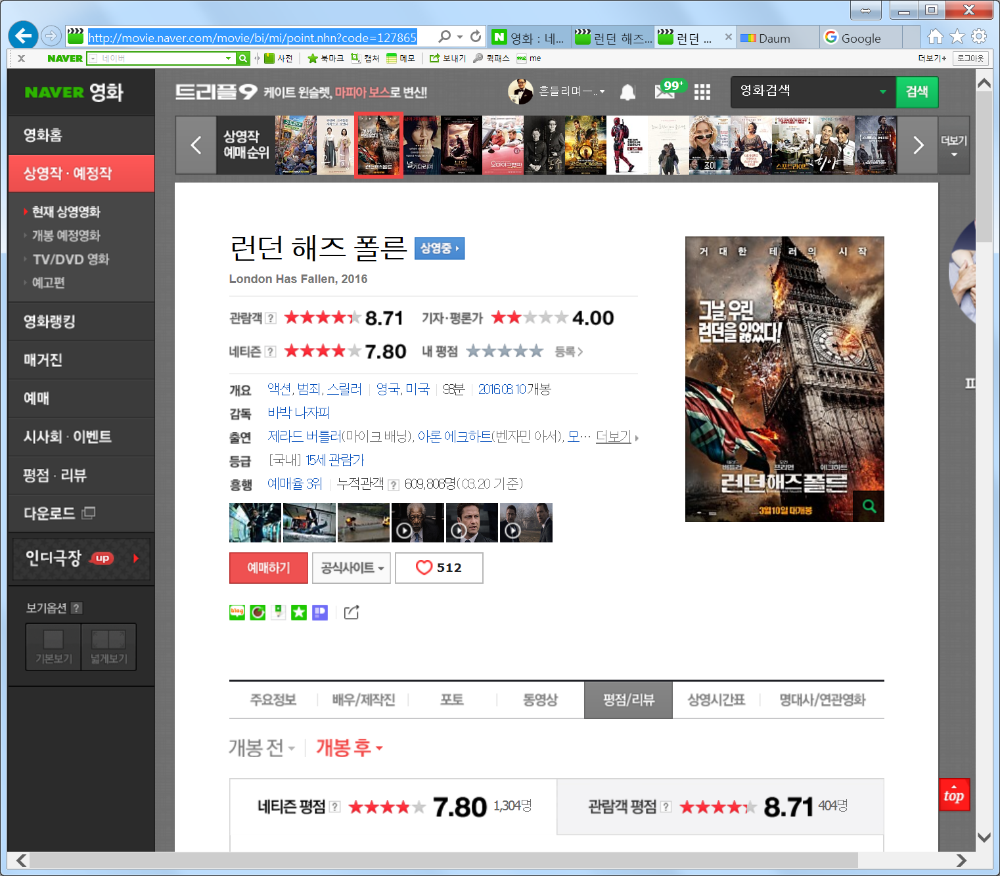 http://movie.naver.com/movie/bi/mi/point.nhn?code=127865
영화 : 네...
런던 해즈...
런던 ...
Daum
Google
x NAVER 네이버 사전 북마크 캡처 메모 보내기 퀵패스 me 더보기+ 로그아웃
NAVER 영화
트리플9 케이트 윈슬렛, 마피아 보스로 변신!
흔들리며ㅡ.. 99+
영화검색 검색
상영작
예매순위
더보기
영화홈
상영작·예정작
현재 상영영화
개봉 예정영화
TV/DVD 영화
예고편
영화랭킹
매거진
예매
시사회·이벤트
평점·리뷰
다운로드
인디극장 up
보기옵션 ?
기본보기 넓게보기
런던 해즈 폴른 상영중
London Has Fallen, 2016
관람객 ? 8.71 기자·평론가 4.00
네티즌 ? 7.80 내 평점 등록
개요 액션, 범죄, 스릴러 영국, 미국 98분 2016.03.10 개봉
감독 바박 나자피
출연 제라드 버틀러(마이크 배닝), 아론 에크하트(벤자민 아서), 모… 더보기
등급 [국내] 15세 관람가
흥행 예매율 3위 누적관객 ? 609,808명(03.20 기준)
예매하기 공식사이트 512
blog
거대한 테러의 시작
그날, 우린
런던을 잃었다!
버틀러 프리먼 에크하트
런던해즈폴른
3월10일 대개봉
주요정보 배우/제작진 포토 동영상 평점/리뷰 상영시간표 명대사/연관영화
개봉 전 개봉 후
네티즌 평점 ? 7.80 1,304명
관람객 평점 ? 8.71 404명
top